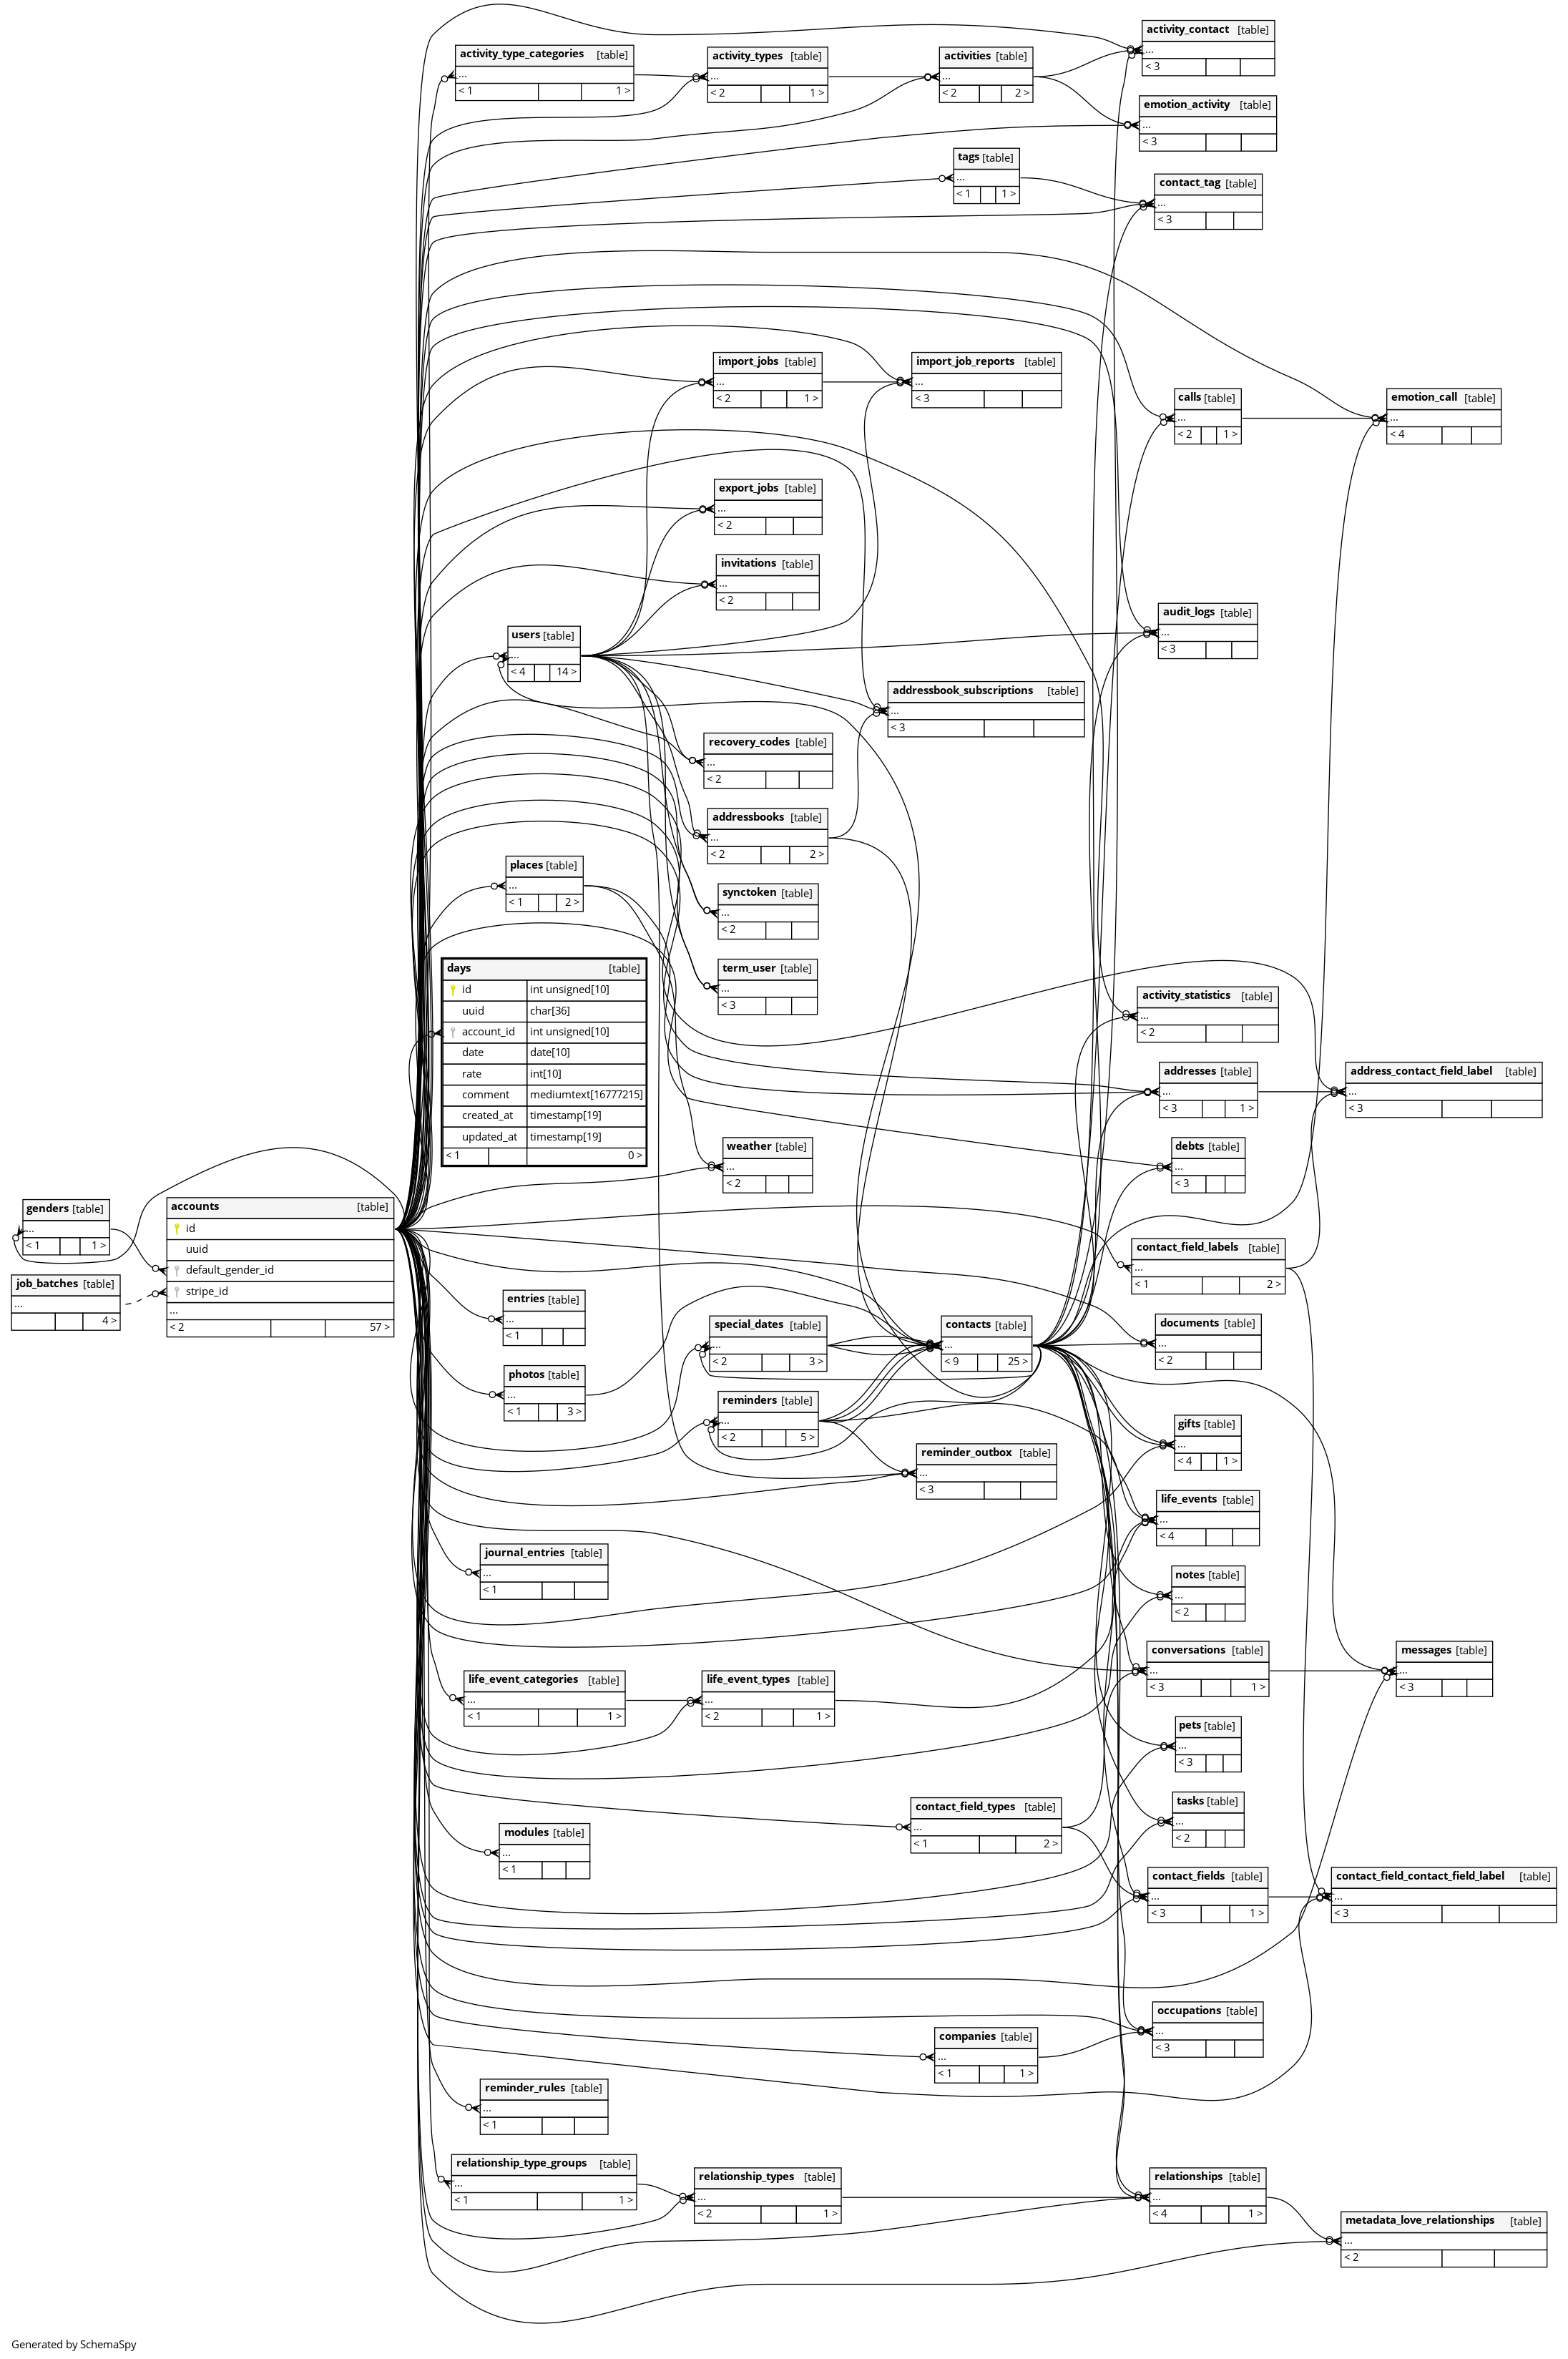 activity_contact [table]
...
< 3
activity_type_categories [table]
...
< 1 1 >
activity_types [table]
...
< 2 1 >
activities [table]
...
< 2 2 >
emotion_activity [table]
...
< 3
tags [table]
...
< 1 1 >
contact_tag [table]
...
< 3
import_jobs [table]
...
< 2 1 >
import_job_reports [table]
...
< 3
calls [table]
...
< 2 1 >
emotion_call [table]
...
< 4
export_jobs [table]
...
< 2
invitations [table]
...
< 2
users [table]
...
< 4 14 >
audit_logs [table]
...
< 3
addressbook_subscriptions [table]
...
< 3
recovery_codes [table]
...
< 2
addressbooks [table]
...
< 2 2 >
places [table]
...
< 1 2 >
synctoken [table]
...
< 2
days [table]
id int unsigned[10]
uuid char[36]
account_id int unsigned[10]
date date[10]
rate int[10]
comment mediumtext[16777215]
created_at timestamp[19]
updated_at timestamp[19]
< 1 0 >
term_user [table]
...
< 3
activity_statistics [table]
...
< 2
addresses [table]
...
< 3 1 >
address_contact_field_label [table]
...
< 3
weather [table]
...
< 2
debts [table]
...
< 3
genders [table]
...
< 1 1 >
accounts [table]
id
uuid
default_gender_id
stripe_id
...
< 2 57 >
job_batches [table]
...
4 >
contact_field_labels [table]
...
< 1 2 >
entries [table]
...
< 1
special_dates [table]
...
< 2 3 >
contacts [table]
...
< 9 25 >
documents [table]
...
< 2
photos [table]
...
< 1 3 >
reminders [table]
...
< 2 5 >
gifts [table]
...
< 4 1 >
reminder_outbox [table]
...
< 3
life_events [table]
...
< 4
journal_entries [table]
...
< 1
notes [table]
...
< 2
conversations [table]
...
< 3 1 >
messages [table]
...
< 3
life_event_categories [table]
...
< 1 1 >
life_event_types [table]
...
< 2 1 >
pets [table]
...
< 3
tasks [table]
...
< 2
contact_field_types [table]
...
< 1 2 >
modules [table]
...
< 1
contact_fields [table]
...
< 3 1 >
contact_field_contact_field_label [table]
...
< 3
occupations [table]
...
< 3
companies [table]
...
< 1 1 >
reminder_rules [table]
...
< 1
relationship_type_groups [table]
...
< 1 1 >
relationship_types [table]
...
< 2 1 >
relationships [table]
...
< 4 1 >
metadata_love_relationships [table]
...
< 2
Generated by SchemaSpy